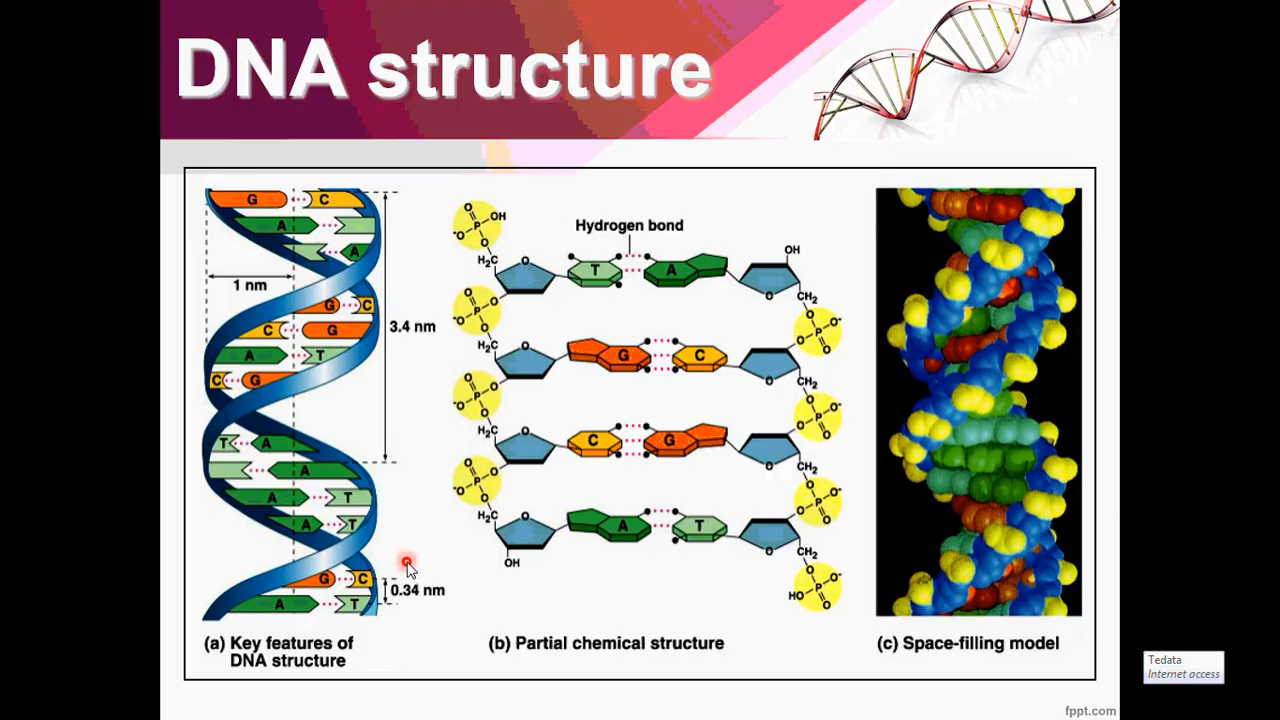 DNA structure
G C
A
A
1 nm
G C
C G
3.4 nm
A T
C G
T A
A
A T
A T
G C
0.34 nm
A T
(a) Key features of
DNA structure
Hydrogen bond
O
P OH
-O
O
H2C
O
T A
OH
O
CH2
O
P
-O O
O
H2C
O
G C
O
O P O-
O
CH2
O
P
-O O
O
H2C
O
C G
O
O P O-
O
CH2
O
P
-O O
O
H2C
O
A T
OH
O
O P O-
O
CH2
O
HO P O-
O
(b) Partial chemical structure
(c) Space-filling model
Tedata
Internet access
fppt.com